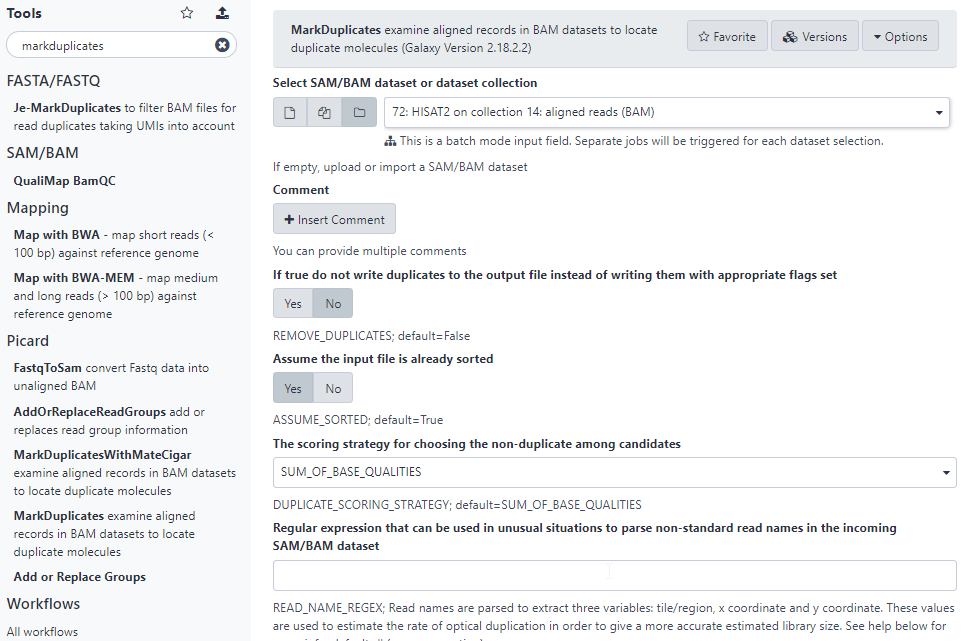 Tools
markduplicates
FASTA/FASTQ
Je-MarkDuplicates to filter BAM files for
read duplicates taking UMIs into account
SAM/BAM
QualiMap BamQC
Mapping
Map with BWA - map short reads (<
100 bp) against reference genome
Map with BWA-MEM - map medium
and long reads (> 100 bp) against
reference genome
Picard
FastqToSam convert Fastq data into
unaligned BAM
AddOrReplaceReadGroups add or
replaces read group information
MarkDuplicatesWithMateCigar
examine aligned records in BAM datasets
to locate duplicate molecules
MarkDuplicates examine aligned
records in BAM datasets to locate
duplicate molecules
Add or Replace Groups
Workflows
All workflows
MarkDuplicates examine aligned records in BAM datasets to locate
duplicate molecules (Galaxy Version 2.18.2.2)
Favorite
Versions
Options
Select SAM/BAM dataset or dataset collection
72: HISAT2 on collection 14: aligned reads (BAM)
This is a batch mode input field. Separate jobs will be triggered for each dataset selection.
If empty, upload or import a SAM/BAM dataset
Comment
Insert Comment
You can provide multiple comments
If true do not write duplicates to the output file instead of writing them with appropriate flags set
Yes No
REMOVE_DUPLICATES; default=False
Assume the input file is already sorted
Yes No
ASSUME_SORTED; default=True
The scoring strategy for choosing the non-duplicate among candidates
SUM_OF_BASE_QUALITIES
DUPLICATE_SCORING_STRATEGY; default=SUM_OF_BASE_QUALITIES
Regular expression that can be used in unusual situations to parse non-standard read names in the incoming
SAM/BAM dataset
READ_NAME_REGEX; Read names are parsed to extract three variables: tile/region, x coordinate and y coordinate. These values
are used to estimate the rate of optical duplication in order to give a more accurate estimated library size. See help below for